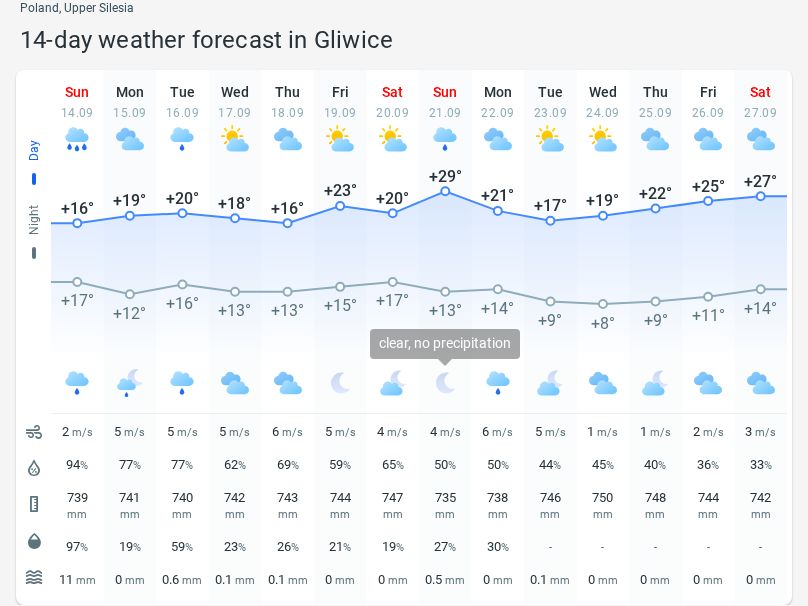 Poland, Upper Silesia
14-day weather forecast in Gliwice
Sun Mon Tue Wed Thu Fri Sat Sun Mon Tue Wed Thu Fri Sat
14.09 15.09 16.09 17.09 18.09 19.09 20.09 21.09 22.09 23.09 24.09 25.09 26.09 27.09
Day
+16° +19° +20° +18° +16° +23° +20° +29° +21° +17° +19° +22° +25° +27°
Night
+17° +12° +16° +13° +13° +15° +17° +13° +14° +9° +8° +9° +11° +14°
clear, no precipitation
2 m/s 5 m/s 5 m/s 5 m/s 6 m/s 5 m/s 4 m/s 4 m/s 6 m/s 5 m/s 1 m/s 1 m/s 2 m/s 3 m/s
94% 77% 77% 62% 69% 59% 65% 50% 50% 44% 45% 40% 36% 33%
739 741 740 742 743 744 747 735 738 746 750 748 744 742
mm mm mm mm mm mm mm mm mm mm mm mm mm mm
97% 19% 59% 23% 26% 21% 19% 27% 30% - - - - -
11 mm 0 mm 0.6 mm 0.1 mm 0.1 mm 0 mm 0 mm 0.5 mm 0 mm 0.1 mm 0 mm 0 mm 0 mm 0 mm